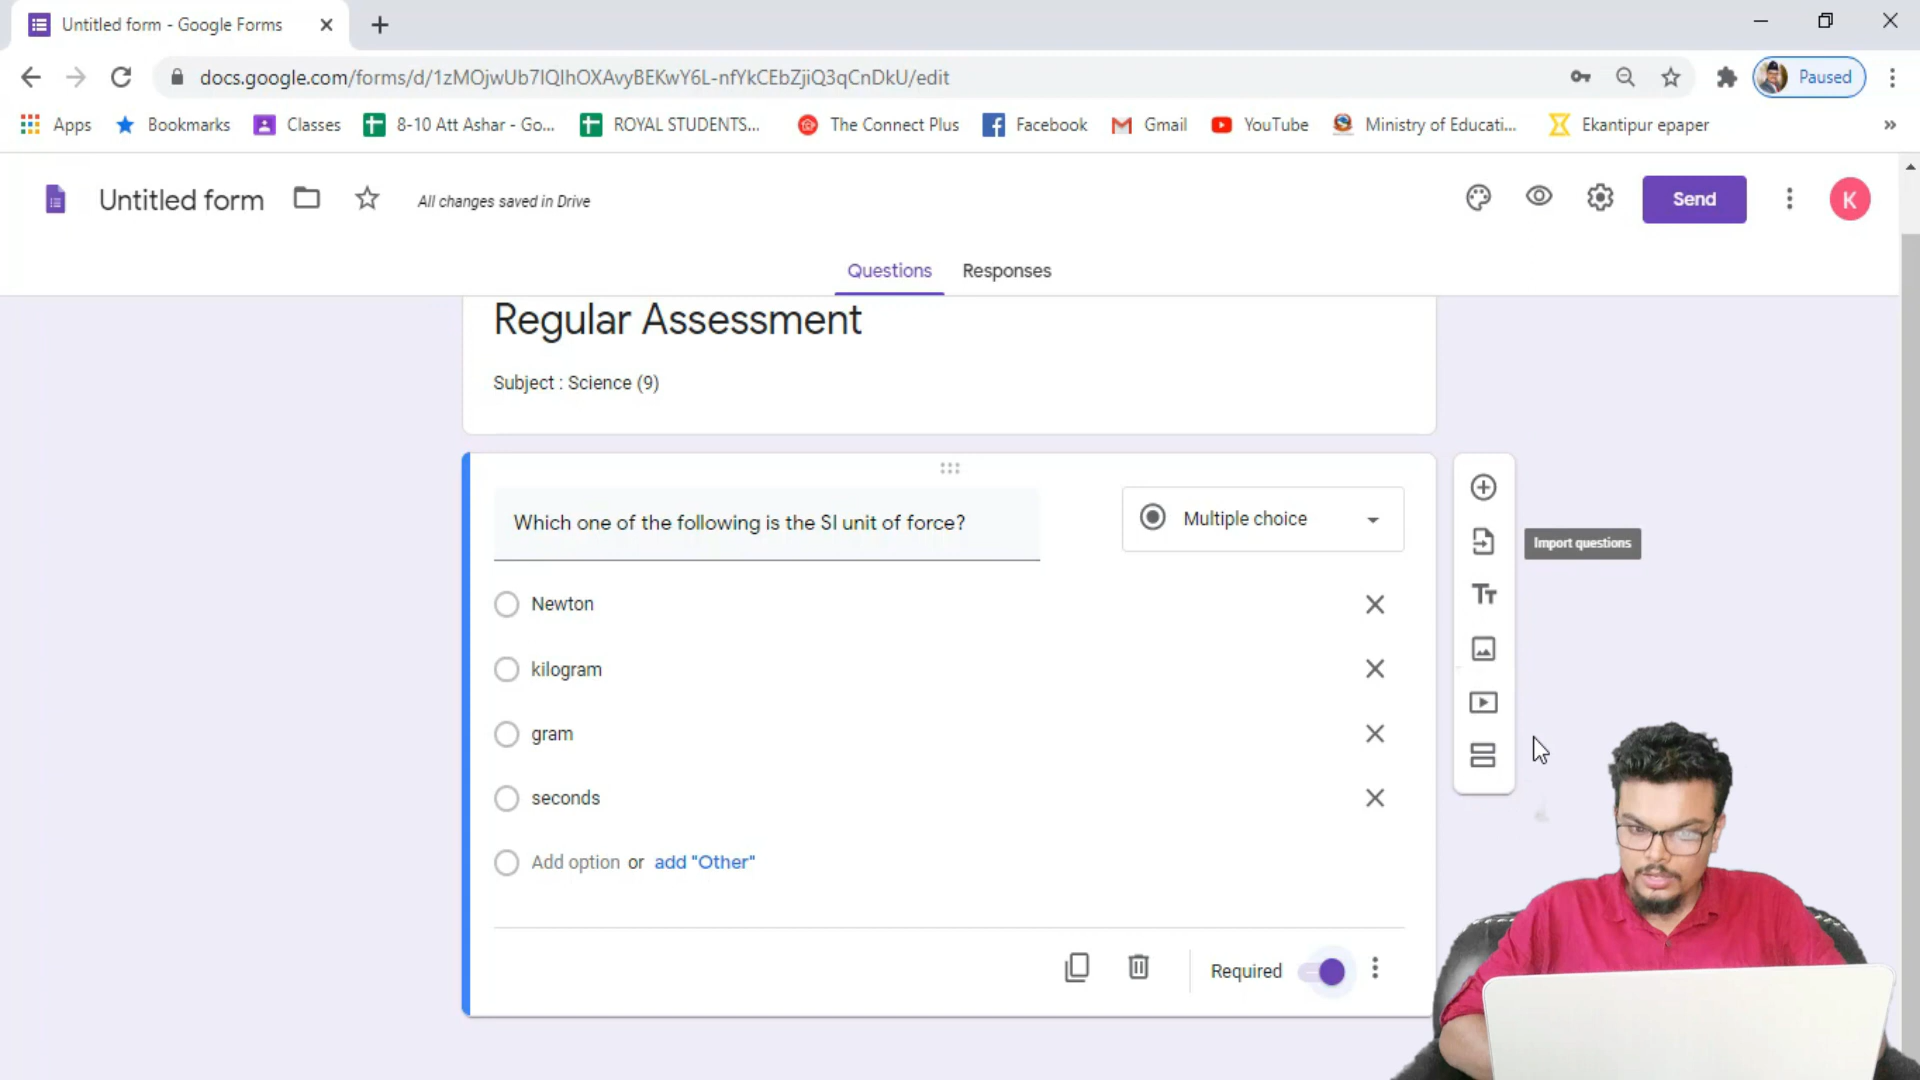 Untitled form - Google Forms
docs.google.com/forms/d/1zMOjwUb7IQIhOXAvyBEKwY6L-nfYkCEbZjiQ3qCnDkU/edit
Paused
Apps Bookmarks Classes 8-10 Att Ashar - Go... ROYAL STUDENTS... The Connect Plus Facebook Gmail YouTube Ministry of Educati... Ekantipur epaper »
Untitled form All changes saved in Drive Send K
Questions Responses
Regular Assessment
Subject : Science (9)
Which one of the following is the SI unit of force?
Multiple choice
Import questions
Tт
Newton
kilogram
gram
seconds
Add option or add "Other"
Required